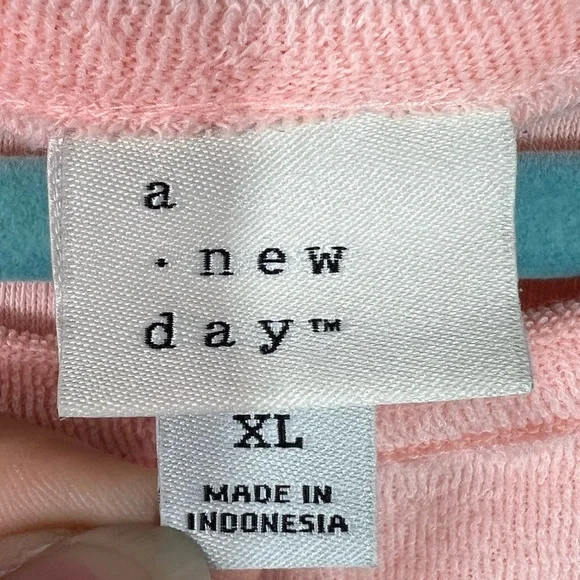 a
· new
day™
XL
MADE IN
INDONESIA